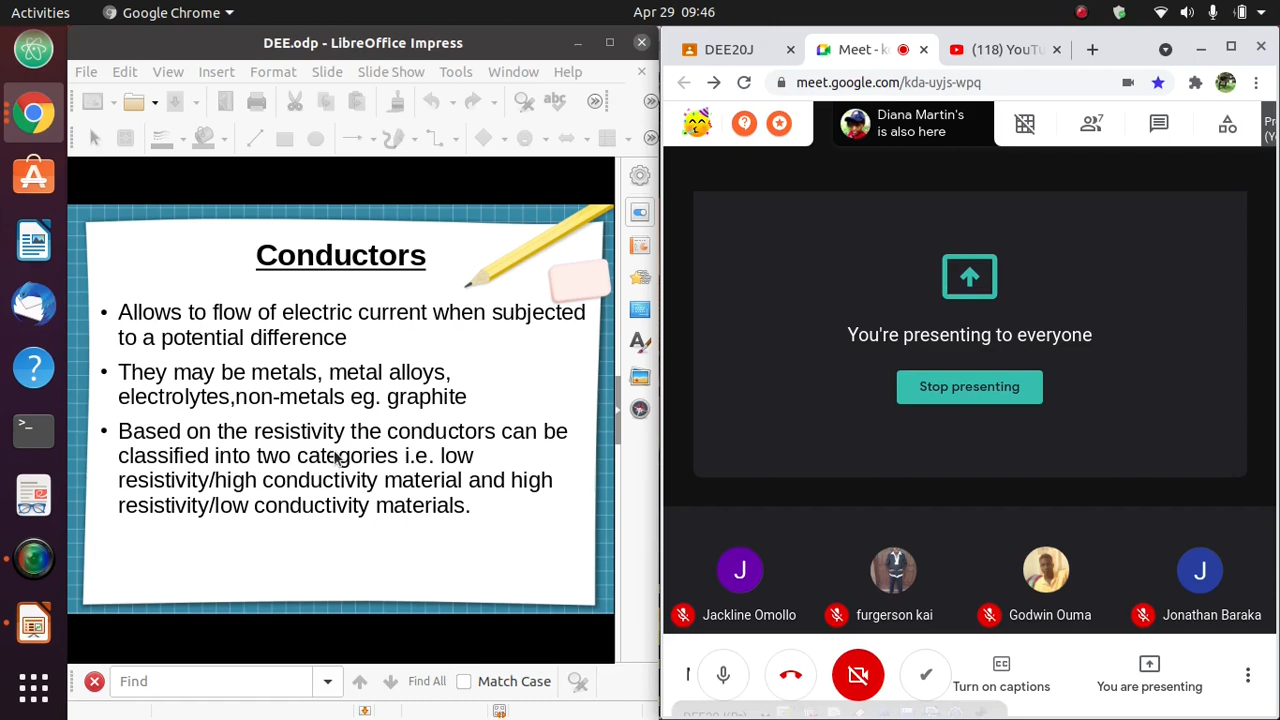 Activities
Google Chrome
Apr 29 09:46
DEE.odp - LibreOffice Impress
File Edit View Insert Format Slide Slide Show Tools Window Help
abc
Conductors
• Allows to flow of electric current when subjected
to a potential difference
• They may be metals, metal alloys,
electrolytes,non-metals eg. graphite
• Based on the resistivity the conductors can be
classified into two categories i.e. low
resistivity/high conductivity material and high
resistivity/low conductivity materials.
Find
Find All
Match Case
DEE20J
Meet - k
(118) YouTu
meet.google.com/kda-uyjs-wpq
Diana Martin's
is also here
7
You're presenting to everyone
Stop presenting
J
J
Jackline Omollo
furgerson kai
Godwin Ouma
Jonathan Baraka
Turn on captions
You are presenting